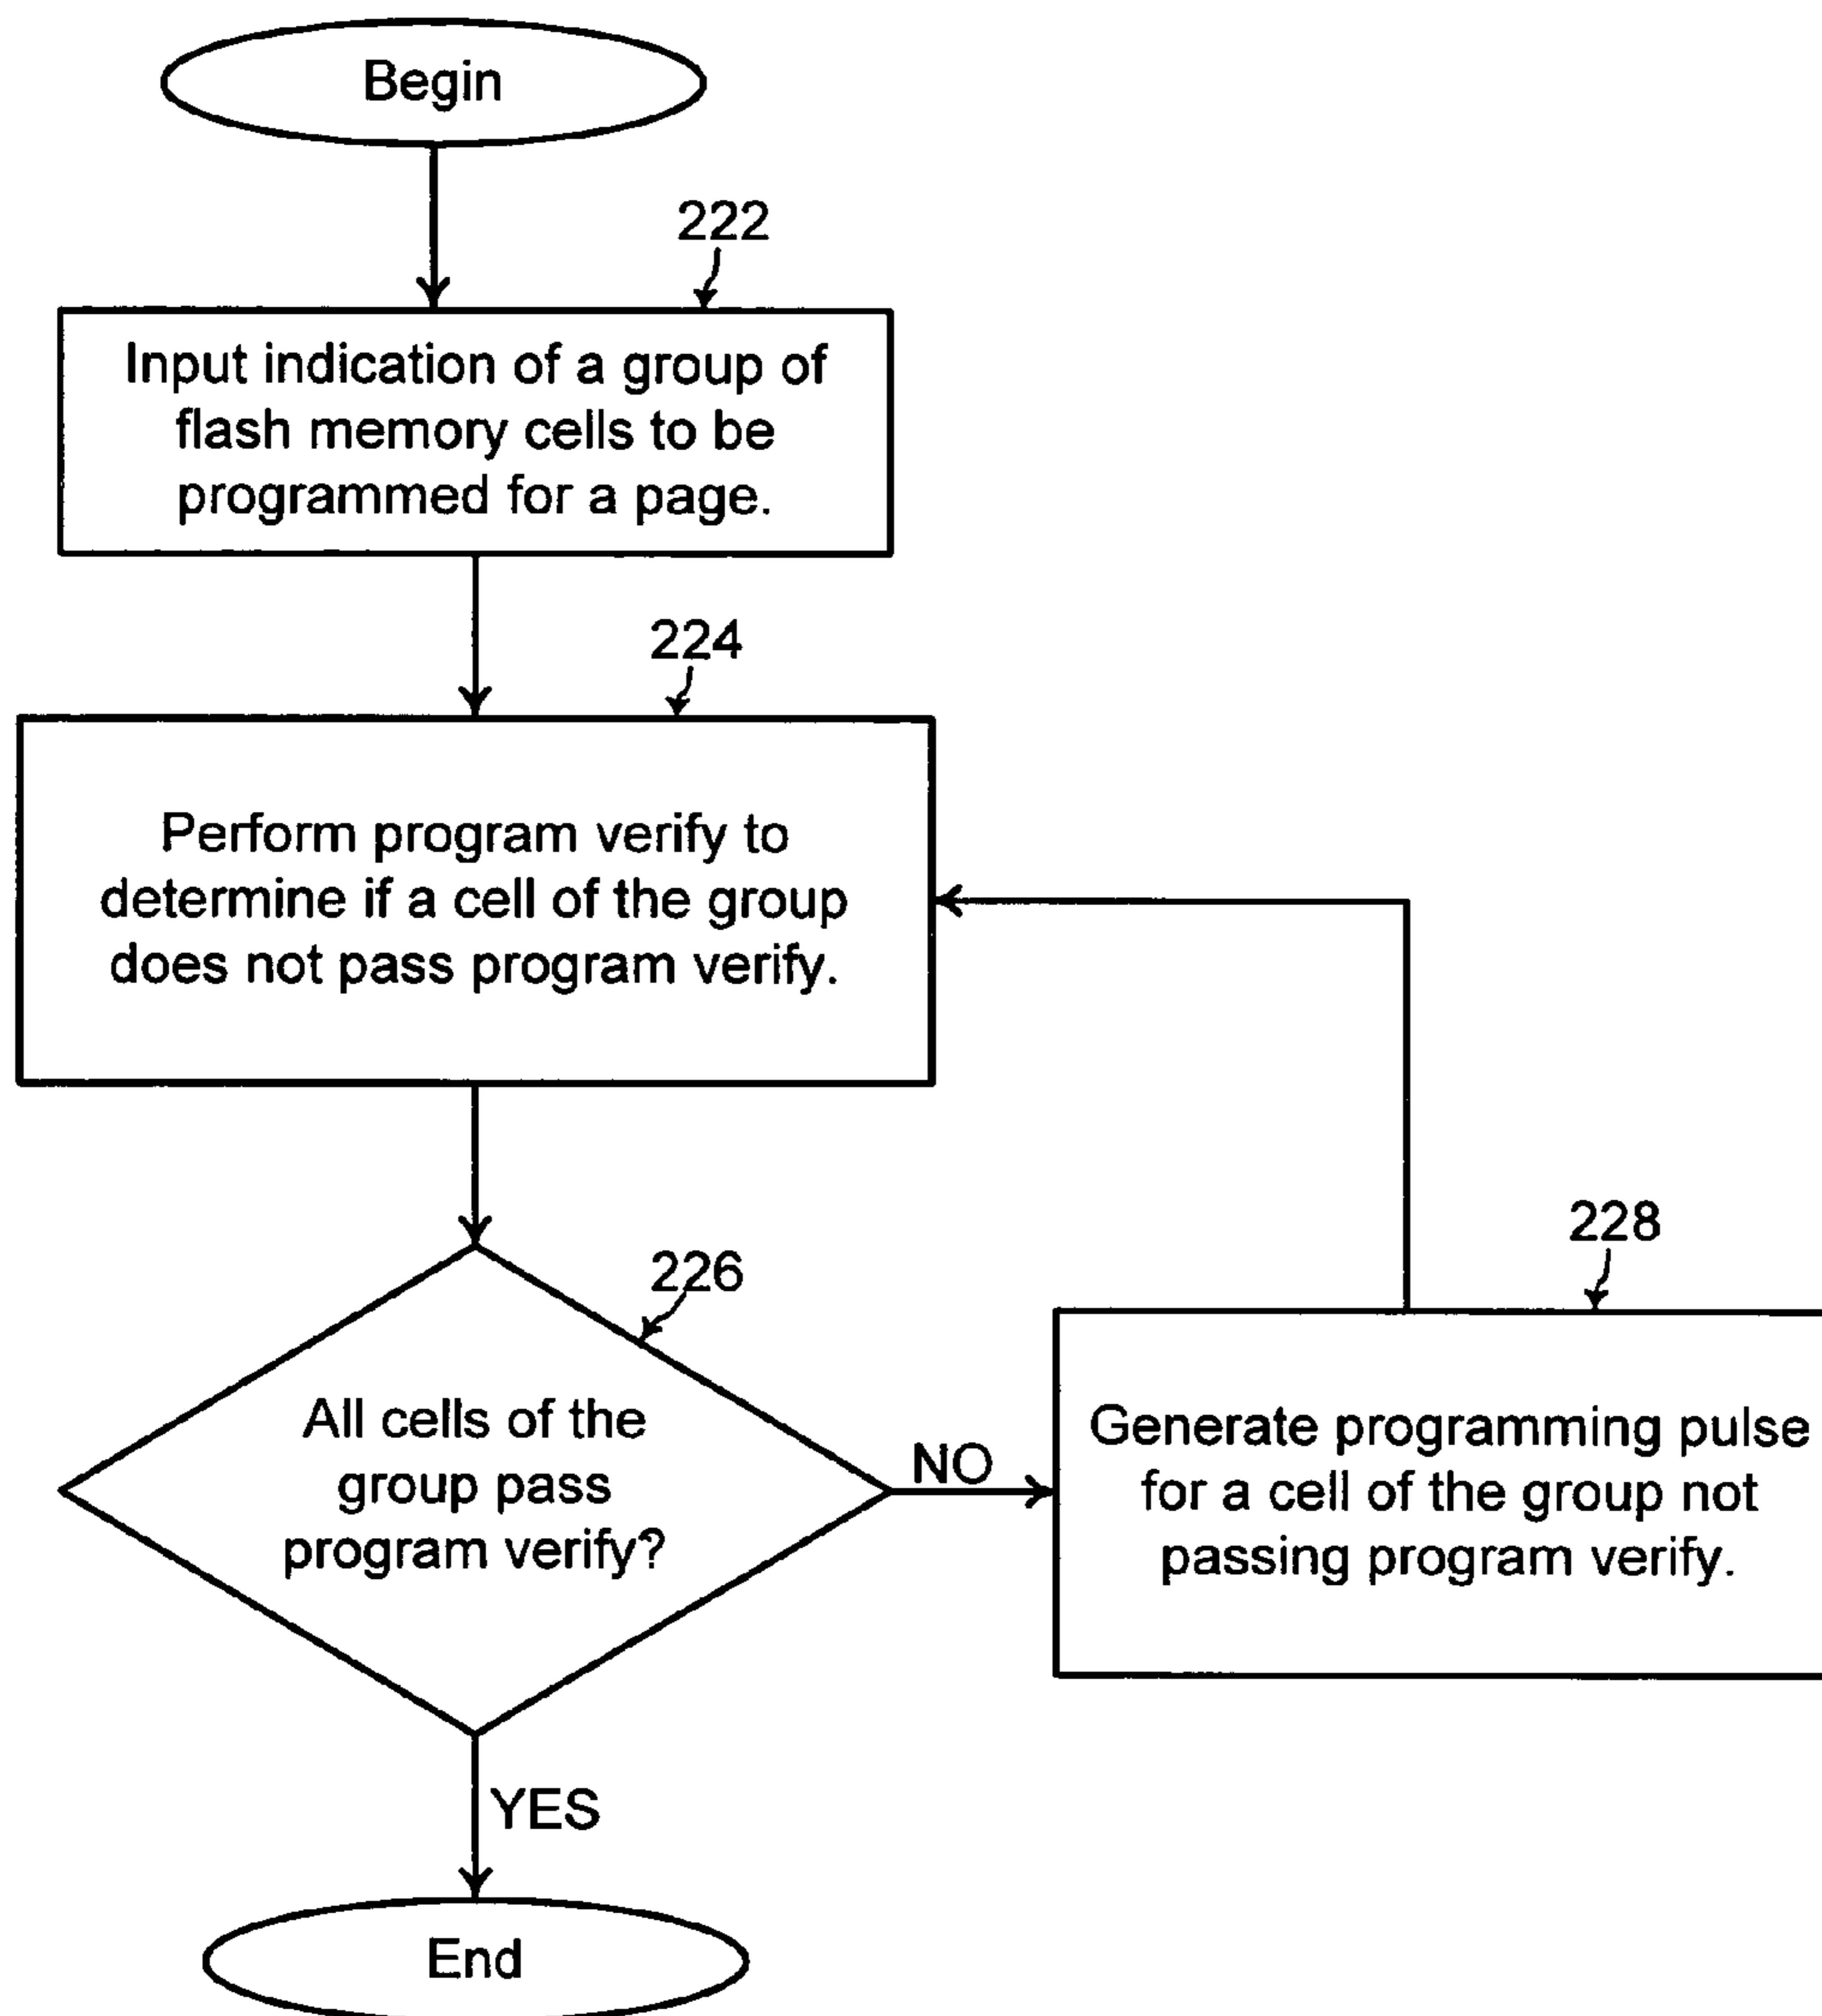 Begin
222
Input indication of a group of
flash memory cells to be
programmed for a page.
224
Perform program verify to
determine if a cell of the group
does not pass program verify.
226
All cells of the
group pass
program verify?
NO
228
Generate programming pulse
for a cell of the group not
passing program verify.
YES
End